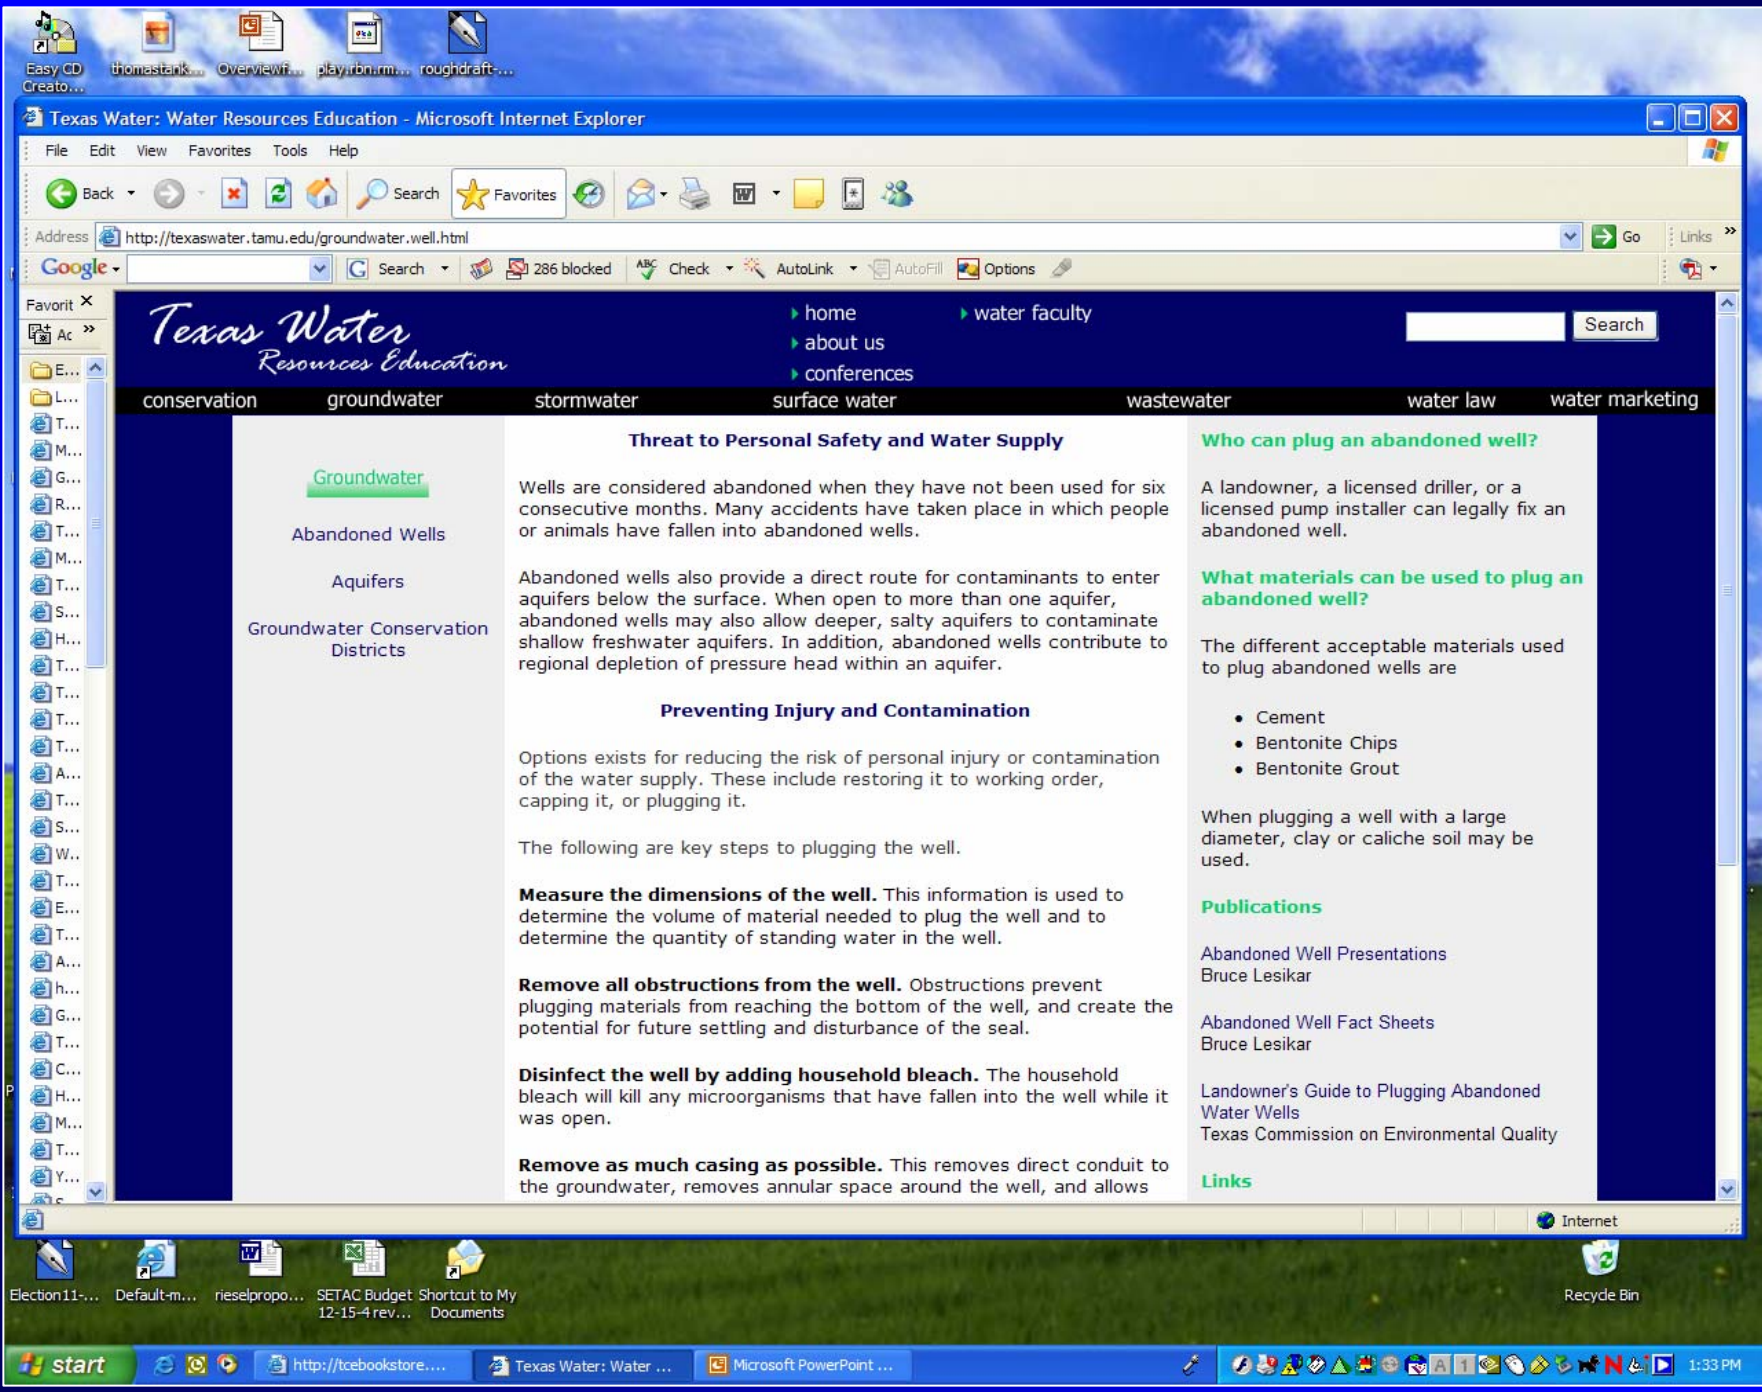 Easy CD Creato...
thomastank...
Overviewf...
play.rbn.rm...
roughdraft-...
Texas Water: Water Resources Education - Microsoft Internet Explorer
File Edit View Favorites Tools Help
Back Search Favorites
Address http://texaswater.tamu.edu/groundwater.well.html Go Links »
Google Search 286 blocked ABC Check AutoLink AutoFill Options
Favorit
Ac »
E...
L...
T...
M...
G...
R...
T...
M...
T...
S...
H...
T...
T...
T...
T...
A...
T...
S...
W..
T...
E...
T...
A...
h...
G...
T...
C...
H...
M...
T...
Y...
Texas Water
Resources Education
home
about us
conferences
water faculty
Search
conservation groundwater stormwater surface water wastewater water law water marketing
Groundwater
Abandoned Wells
Aquifers
Groundwater Conservation
Districts
Threat to Personal Safety and Water Supply
Wells are considered abandoned when they have not been used for six
consecutive months. Many accidents have taken place in which people
or animals have fallen into abandoned wells.
Abandoned wells also provide a direct route for contaminants to enter
aquifers below the surface. When open to more than one aquifer,
abandoned wells may also allow deeper, salty aquifers to contaminate
shallow freshwater aquifers. In addition, abandoned wells contribute to
regional depletion of pressure head within an aquifer.
Preventing Injury and Contamination
Options exists for reducing the risk of personal injury or contamination
of the water supply. These include restoring it to working order,
capping it, or plugging it.
The following are key steps to plugging the well.
Measure the dimensions of the well. This information is used to
determine the volume of material needed to plug the well and to
determine the quantity of standing water in the well.
Remove all obstructions from the well. Obstructions prevent
plugging materials from reaching the bottom of the well, and create the
potential for future settling and disturbance of the seal.
Disinfect the well by adding household bleach. The household
bleach will kill any microorganisms that have fallen into the well while it
was open.
Remove as much casing as possible. This removes direct conduit to
the groundwater, removes annular space around the well, and allows
Who can plug an abandoned well?
A landowner, a licensed driller, or a
licensed pump installer can legally fix an
abandoned well.
What materials can be used to plug an
abandoned well?
The different acceptable materials used
to plug abandoned wells are
• Cement
• Bentonite Chips
• Bentonite Grout
When plugging a well with a large
diameter, clay or caliche soil may be
used.
Publications
Abandoned Well Presentations
Bruce Lesikar
Abandoned Well Fact Sheets
Bruce Lesikar
Landowner's Guide to Plugging Abandoned
Water Wells
Texas Commission on Environmental Quality
Links
Internet
Election11-...
Default-m...
rieselpropo...
SETAC Budget
12-15-4 rev...
Shortcut to My
Documents
Recycle Bin
start http://tcebookstore.... Texas Water: Water ... Microsoft PowerPoint ... 1:33 PM